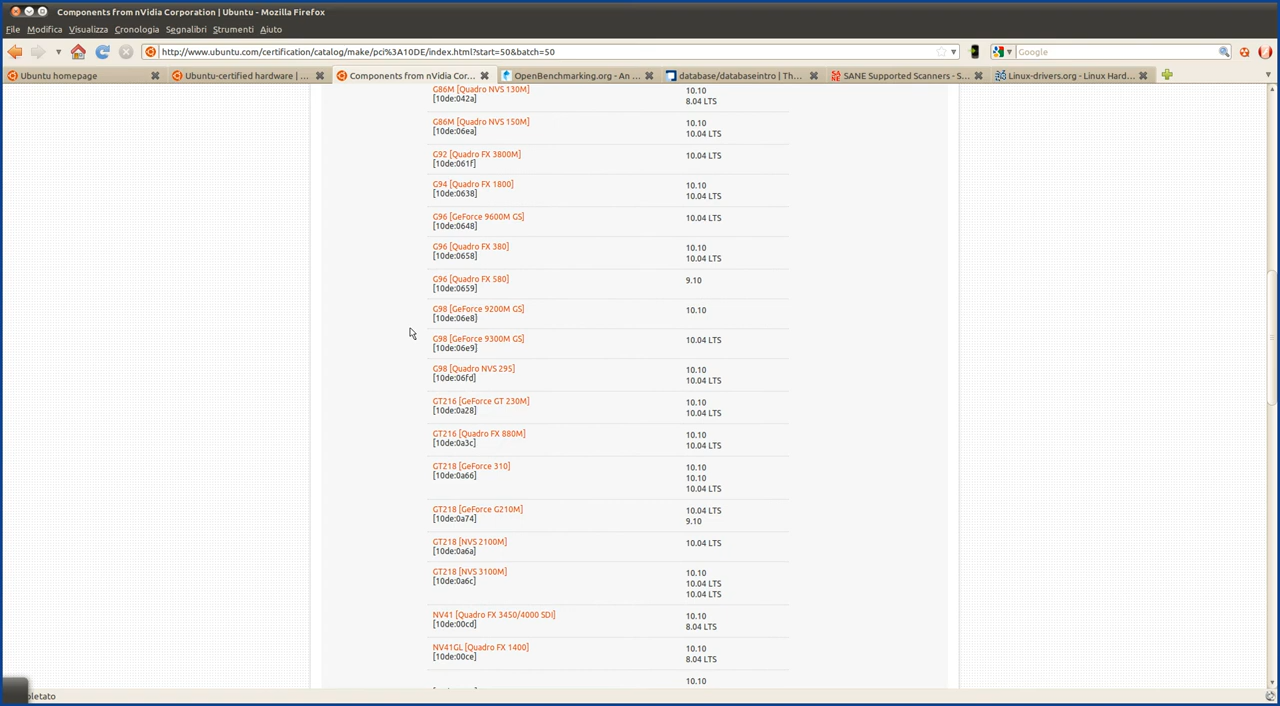 Components from nVidia Corporation | Ubuntu - Mozilla Firefox
File Modifica Visualizza Cronologia Segnalibri Strumenti Aiuto
http://www.ubuntu.com/certification/catalog/make/pci%3A10DE/index.html?start=50&batch=50
Google
Ubuntu homepage
Ubuntu-certified hardware | ...
Components from nVidia Cor...
OpenBenchmarking.org - An ...
database/databaseintro | Th...
SANE Supported Scanners - S...
Linux-drivers.org - Linux Hard...
G86M [Quadro NVS 130M] 10.10
[10de:042a] 8.04 LTS
G86M [Quadro NVS 150M] 10.10
[10de:06ea] 10.04 LTS
G92 [Quadro FX 3800M] 10.04 LTS
[10de:061f]
G94 [Quadro FX 1800] 10.10
[10de:0638] 10.04 LTS
G96 [GeForce 9600M GS] 10.04 LTS
[10de:0648]
G96 [Quadro FX 380] 10.10
[10de:0658] 10.04 LTS
G96 [Quadro FX 580] 9.10
[10de:0659]
G98 [GeForce 9200M GS] 10.10
[10de:06e8]
G98 [GeForce 9300M GS] 10.04 LTS
[10de:06e9]
G98 [Quadro NVS 295] 10.10
[10de:06fd] 10.04 LTS
GT216 [GeForce GT 230M] 10.10
[10de:0a28] 10.04 LTS
GT216 [Quadro FX 880M] 10.10
[10de:0a3c] 10.04 LTS
GT218 [GeForce 310] 10.10
[10de:0a66] 10.10
10.04 LTS
GT218 [GeForce G210M] 10.04 LTS
[10de:0a74] 9.10
GT218 [NVS 2100M] 10.04 LTS
[10de:0a6a]
GT218 [NVS 3100M] 10.10
[10de:0a6c] 10.04 LTS
10.04 LTS
NV41 [Quadro FX 3450/4000 SDI] 10.10
[10de:00cd] 8.04 LTS
NV41GL [Quadro FX 1400] 10.10
[10de:00ce] 8.04 LTS
10.10
pletato